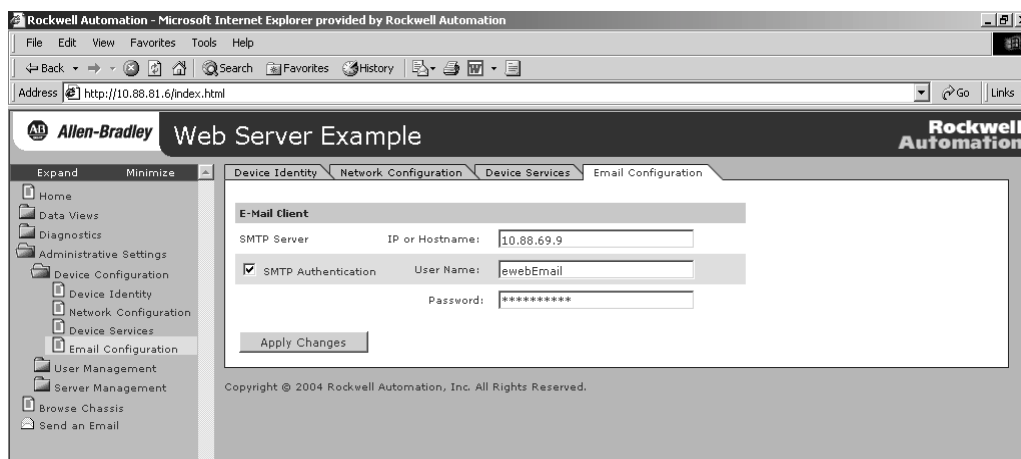 Rockwell Automation - Microsoft Internet Explorer provided by Rockwell Automation
File Edit View Favorites Tools Help
Back Search Favorites History
Address http://10.88.81.6/index.html Go Links
AB Allen-Bradley Web Server Example Rockwell Automation
Expand Minimize
Home
Data Views
Diagnostics
Administrative Settings
Device Configuration
Device Identity
Network Configuration
Device Services
Email Configuration
User Management
Server Management
Browse Chassis
Send an Email
Device Identity Network Configuration Device Services Email Configuration
E-Mail Client
SMTP Server IP or Hostname: 10.88.69.9
SMTP Authentication User Name: ewebEmail
Password: **********
Apply Changes
Copyright © 2004 Rockwell Automation, Inc. All Rights Reserved.